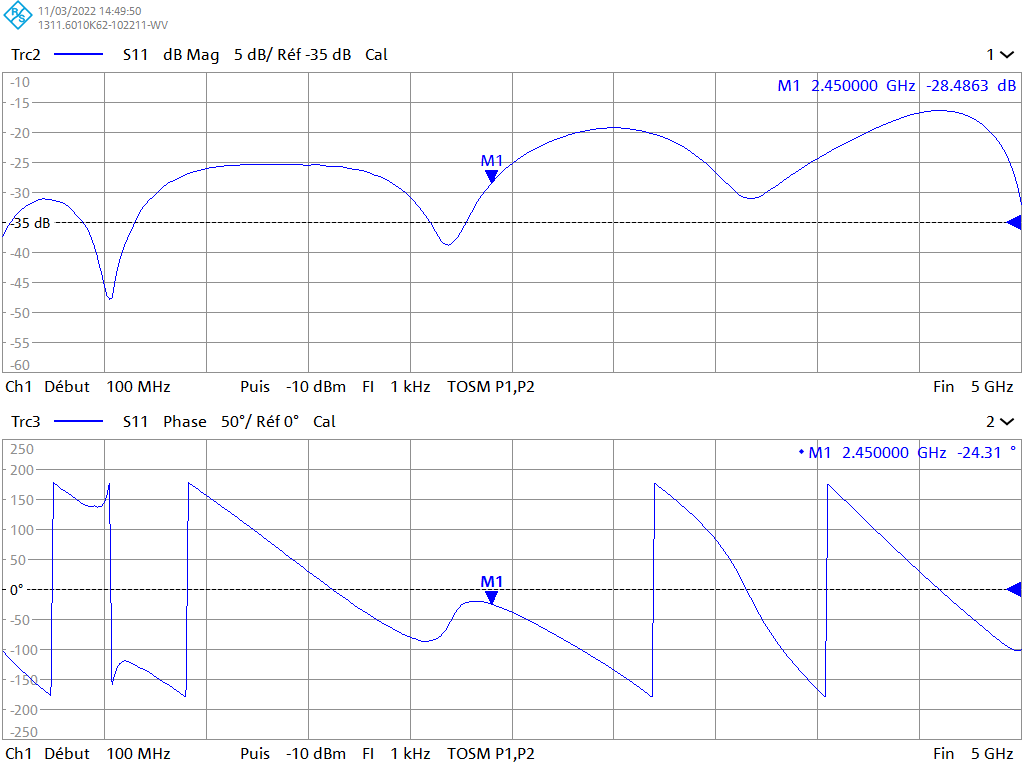 R&S
11/03/2022 14:49:50
1311.6010K62-102211-WV
Trc2 S11 dB Mag 5 dB/ Réf -35 dB Cal 1
M1 2.450000 GHz -28.4863 dB
-10
-15
-20
-25
M1
-30
-35 dB
-40
-45
-50
-55
-60
Ch1 Début 100 MHz Puis -10 dBm FI 1 kHz TOSM P1,P2 Fin 5 GHz
Trc3 S11 Phase 50°/ Réf 0° Cal 2
• M1 2.450000 GHz -24.31 °
250
200
150
100
50
M1
0°
-50
-100
-150
-200
-250
Ch1 Début 100 MHz Puis -10 dBm FI 1 kHz TOSM P1,P2 Fin 5 GHz